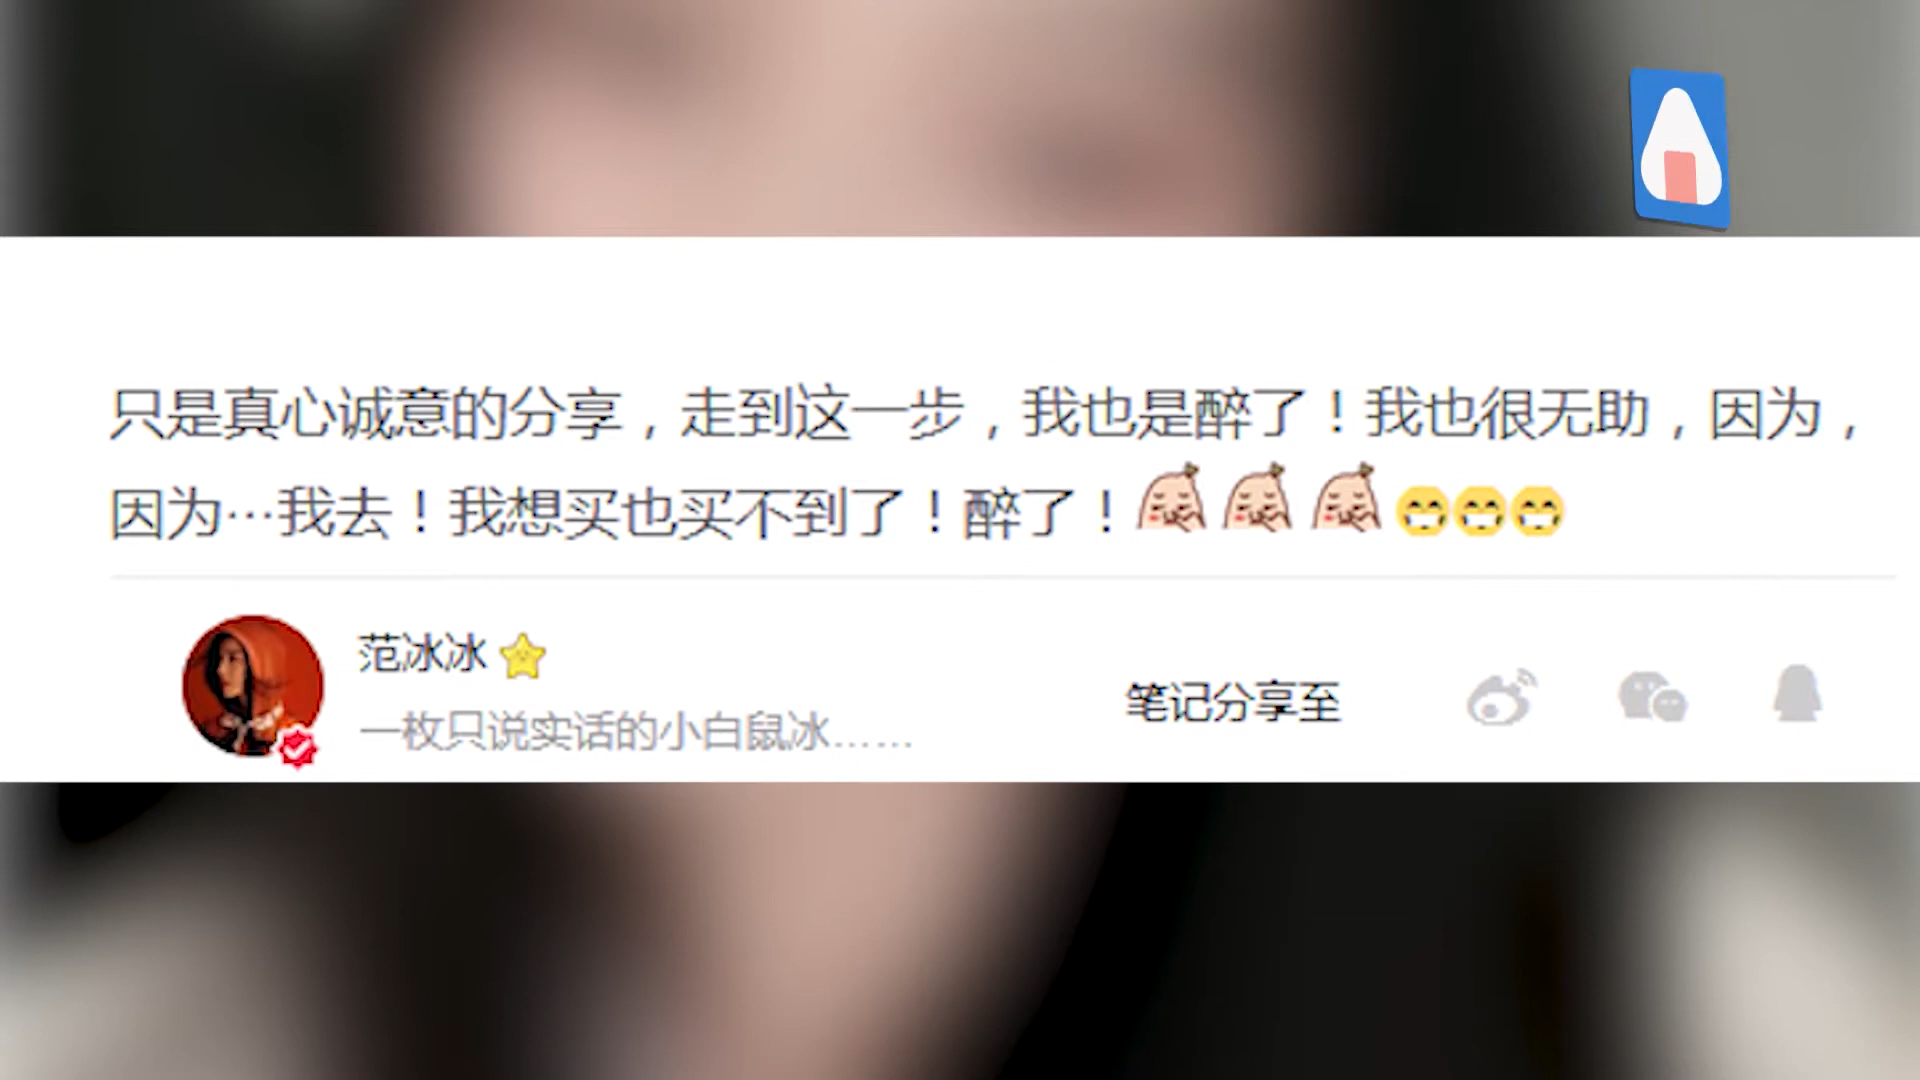 只是真心诚意的分享，走到这一步，我也是醉了！我也很无助，因为，
因为…我去！我想买也买不到了！醉了！
范冰冰
一枚只说实话的小白鼠冰……
笔记分享至